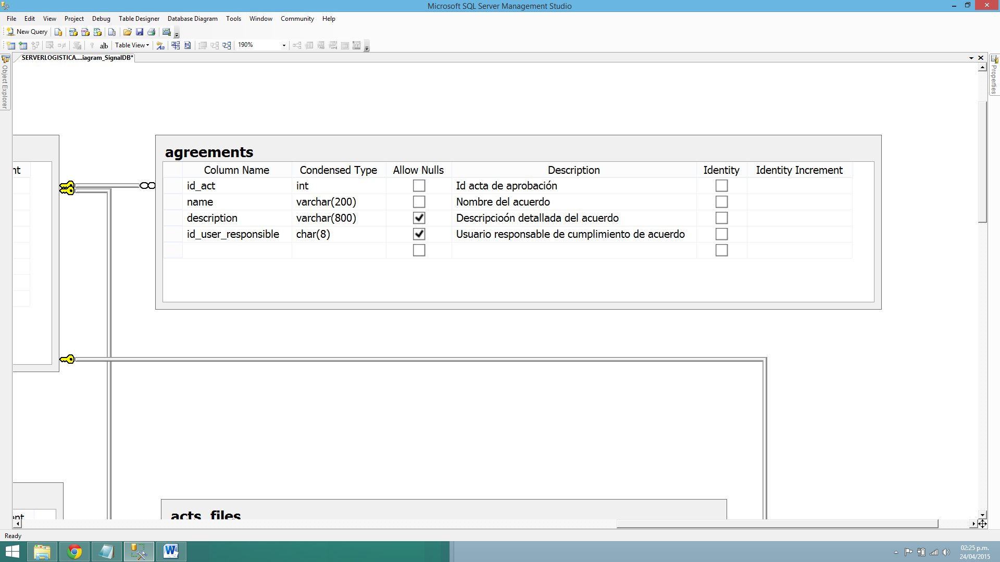 Microsoft SQL Server Management Studio
File Edit View Project Debug Table Designer Database Diagram Tools Window Community Help
New Query
ab| Table View 190%
SERVERLOGISTICA....iagram_SignalDB*
Object Explorer
Properties
agreements
Column Name Condensed Type Allow Nulls Description Identity Identity Increment
id_act int Id acta de aprobación
name varchar(200) Nombre del acuerdo
description varchar(800) Descripcioón detallada del acuerdo
id_user_responsible char(8) Usuario responsable de cumplimiento de acuerdo
nt
acts_files
ent
Ready
02:25 p.m.
24/04/2015